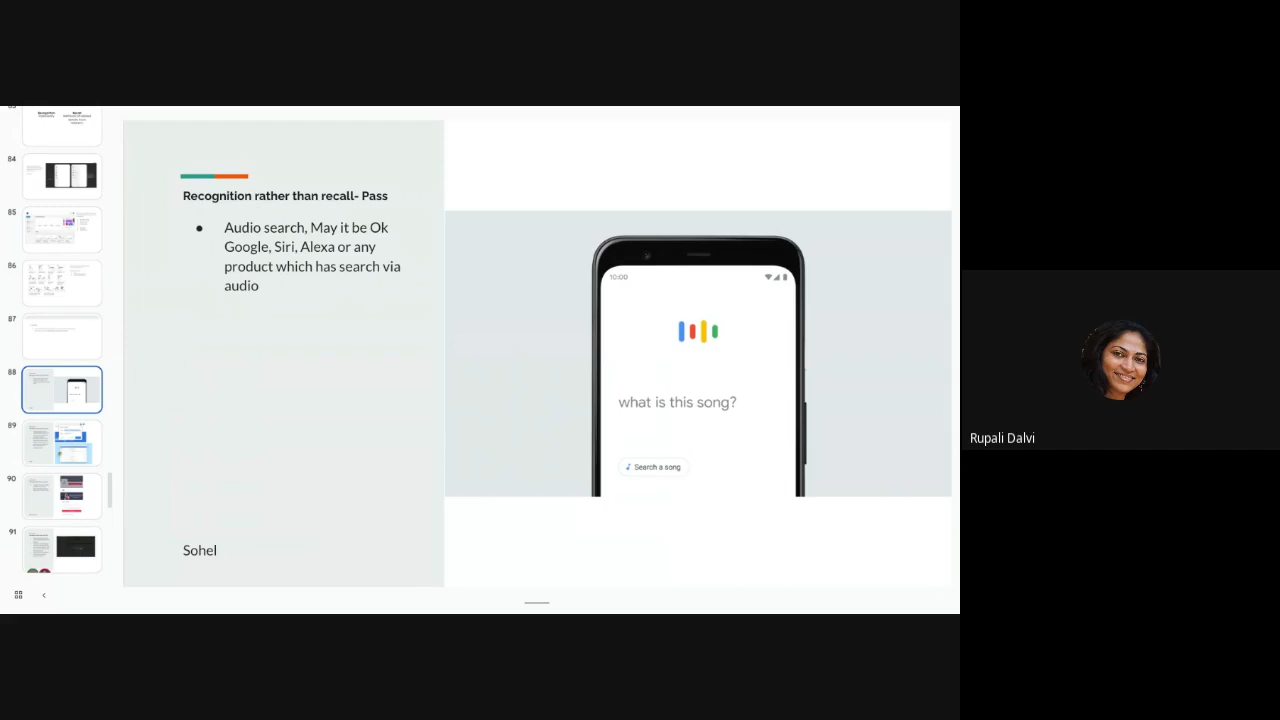 84
85
86
87
88
89
90
91
Recognition rather than recall- Pass
● Audio search, May it be Ok
Google, Siri, Alexa or any
product which has search via
audio
Sohel
10:00
what is this song?
Search a song
Rupali Dalvi